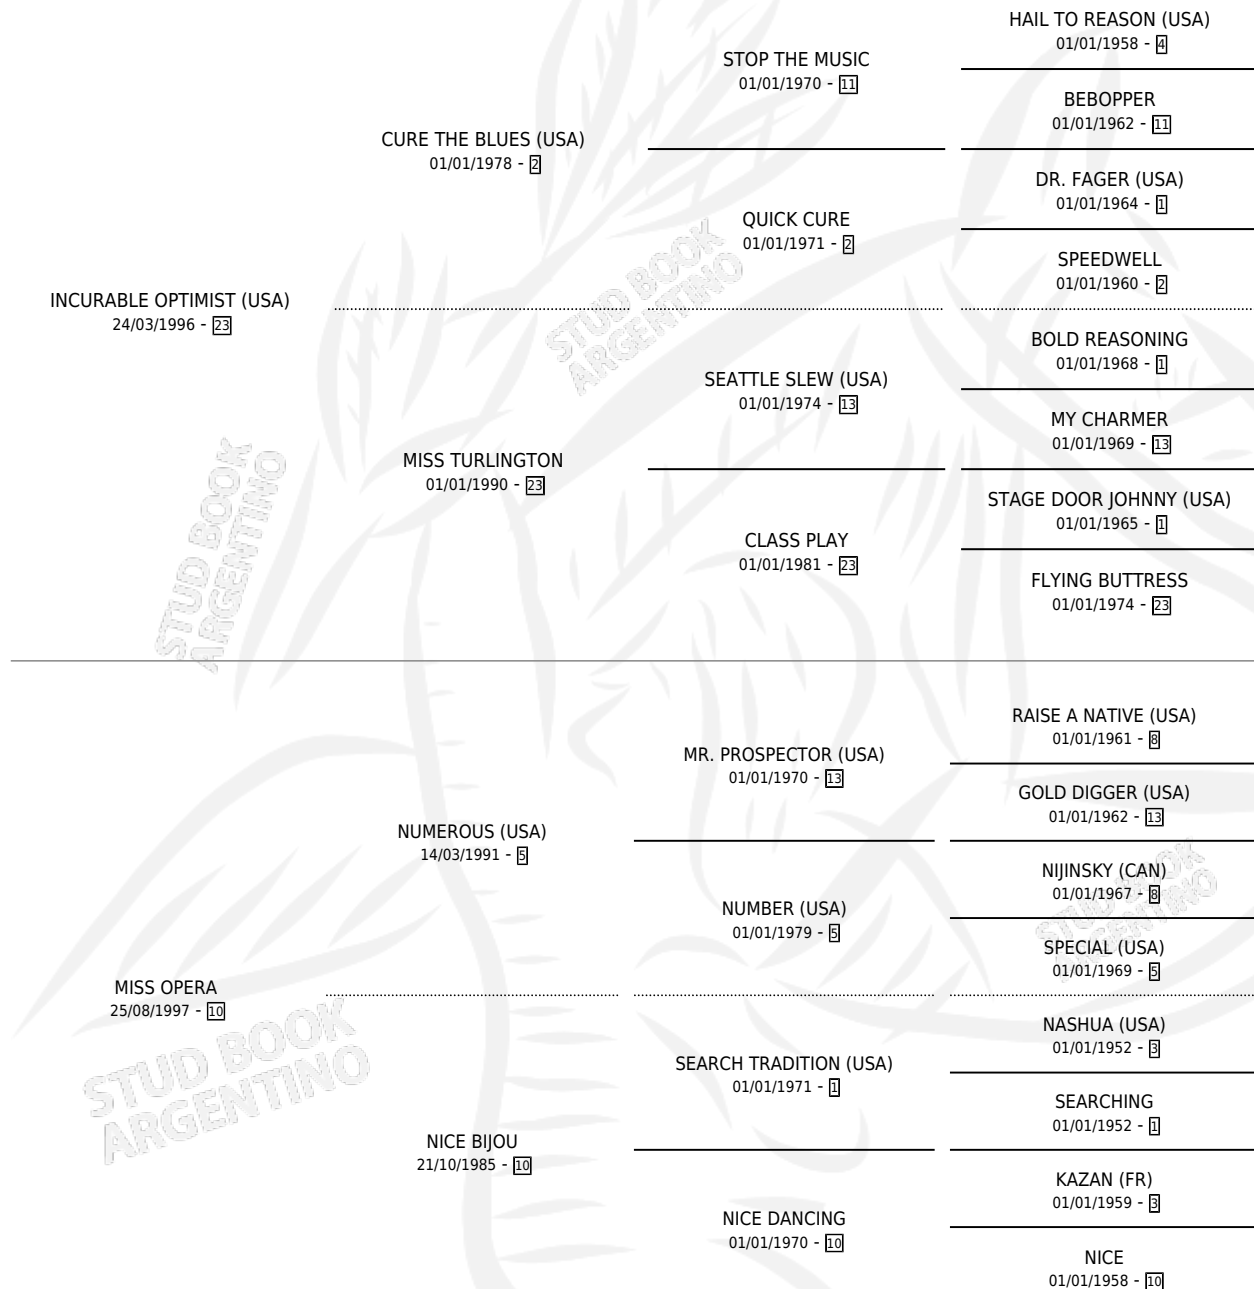 HAIL TO REASON (USA)
01/01/1958 - 4
STOP THE MUSIC
01/01/1970 - 11
BEBOPPER
01/01/1962 - 11
CURE THE BLUES (USA)
01/01/1978 - 2
DR. FAGER (USA)
01/01/1964 - 1
QUICK CURE
01/01/1971 - 2
SPEEDWELL
01/01/1960 - 2
INCURABLE OPTIMIST (USA)
24/03/1996 - 23
BOLD REASONING
01/01/1968 - 1
SEATTLE SLEW (USA)
01/01/1974 - 13
MY CHARMER
01/01/1969 - 13
MISS TURLINGTON
01/01/1990 - 23
STAGE DOOR JOHNNY (USA)
01/01/1965 - 1
CLASS PLAY
01/01/1981 - 23
FLYING BUTTRESS
01/01/1974 - 23
RAISE A NATIVE (USA)
01/01/1961 - 8
MR. PROSPECTOR (USA)
01/01/1970 - 13
GOLD DIGGER (USA)
01/01/1962 - 13
NUMEROUS (USA)
14/03/1991 - 5
NIJINSKY (CAN)
01/01/1967 - 8
NUMBER (USA)
01/01/1979 - 5
SPECIAL (USA)
01/01/1969 - 5
MISS OPERA
25/08/1997 - 10
NASHUA (USA)
01/01/1952 - 3
SEARCH TRADITION (USA)
01/01/1971 - 1
SEARCHING
01/01/1952 - 1
NICE BIJOU
21/10/1985 - 10
KAZAN (FR)
01/01/1959 - 3
NICE DANCING
01/01/1970 - 10
NICE
01/01/1958 - 10
STUD BOOK
ARGENTINO
STUD BOOK
ARGENTINO
STUD BOOK
ARGENTINO
STUD BOOK
ARGENTINO